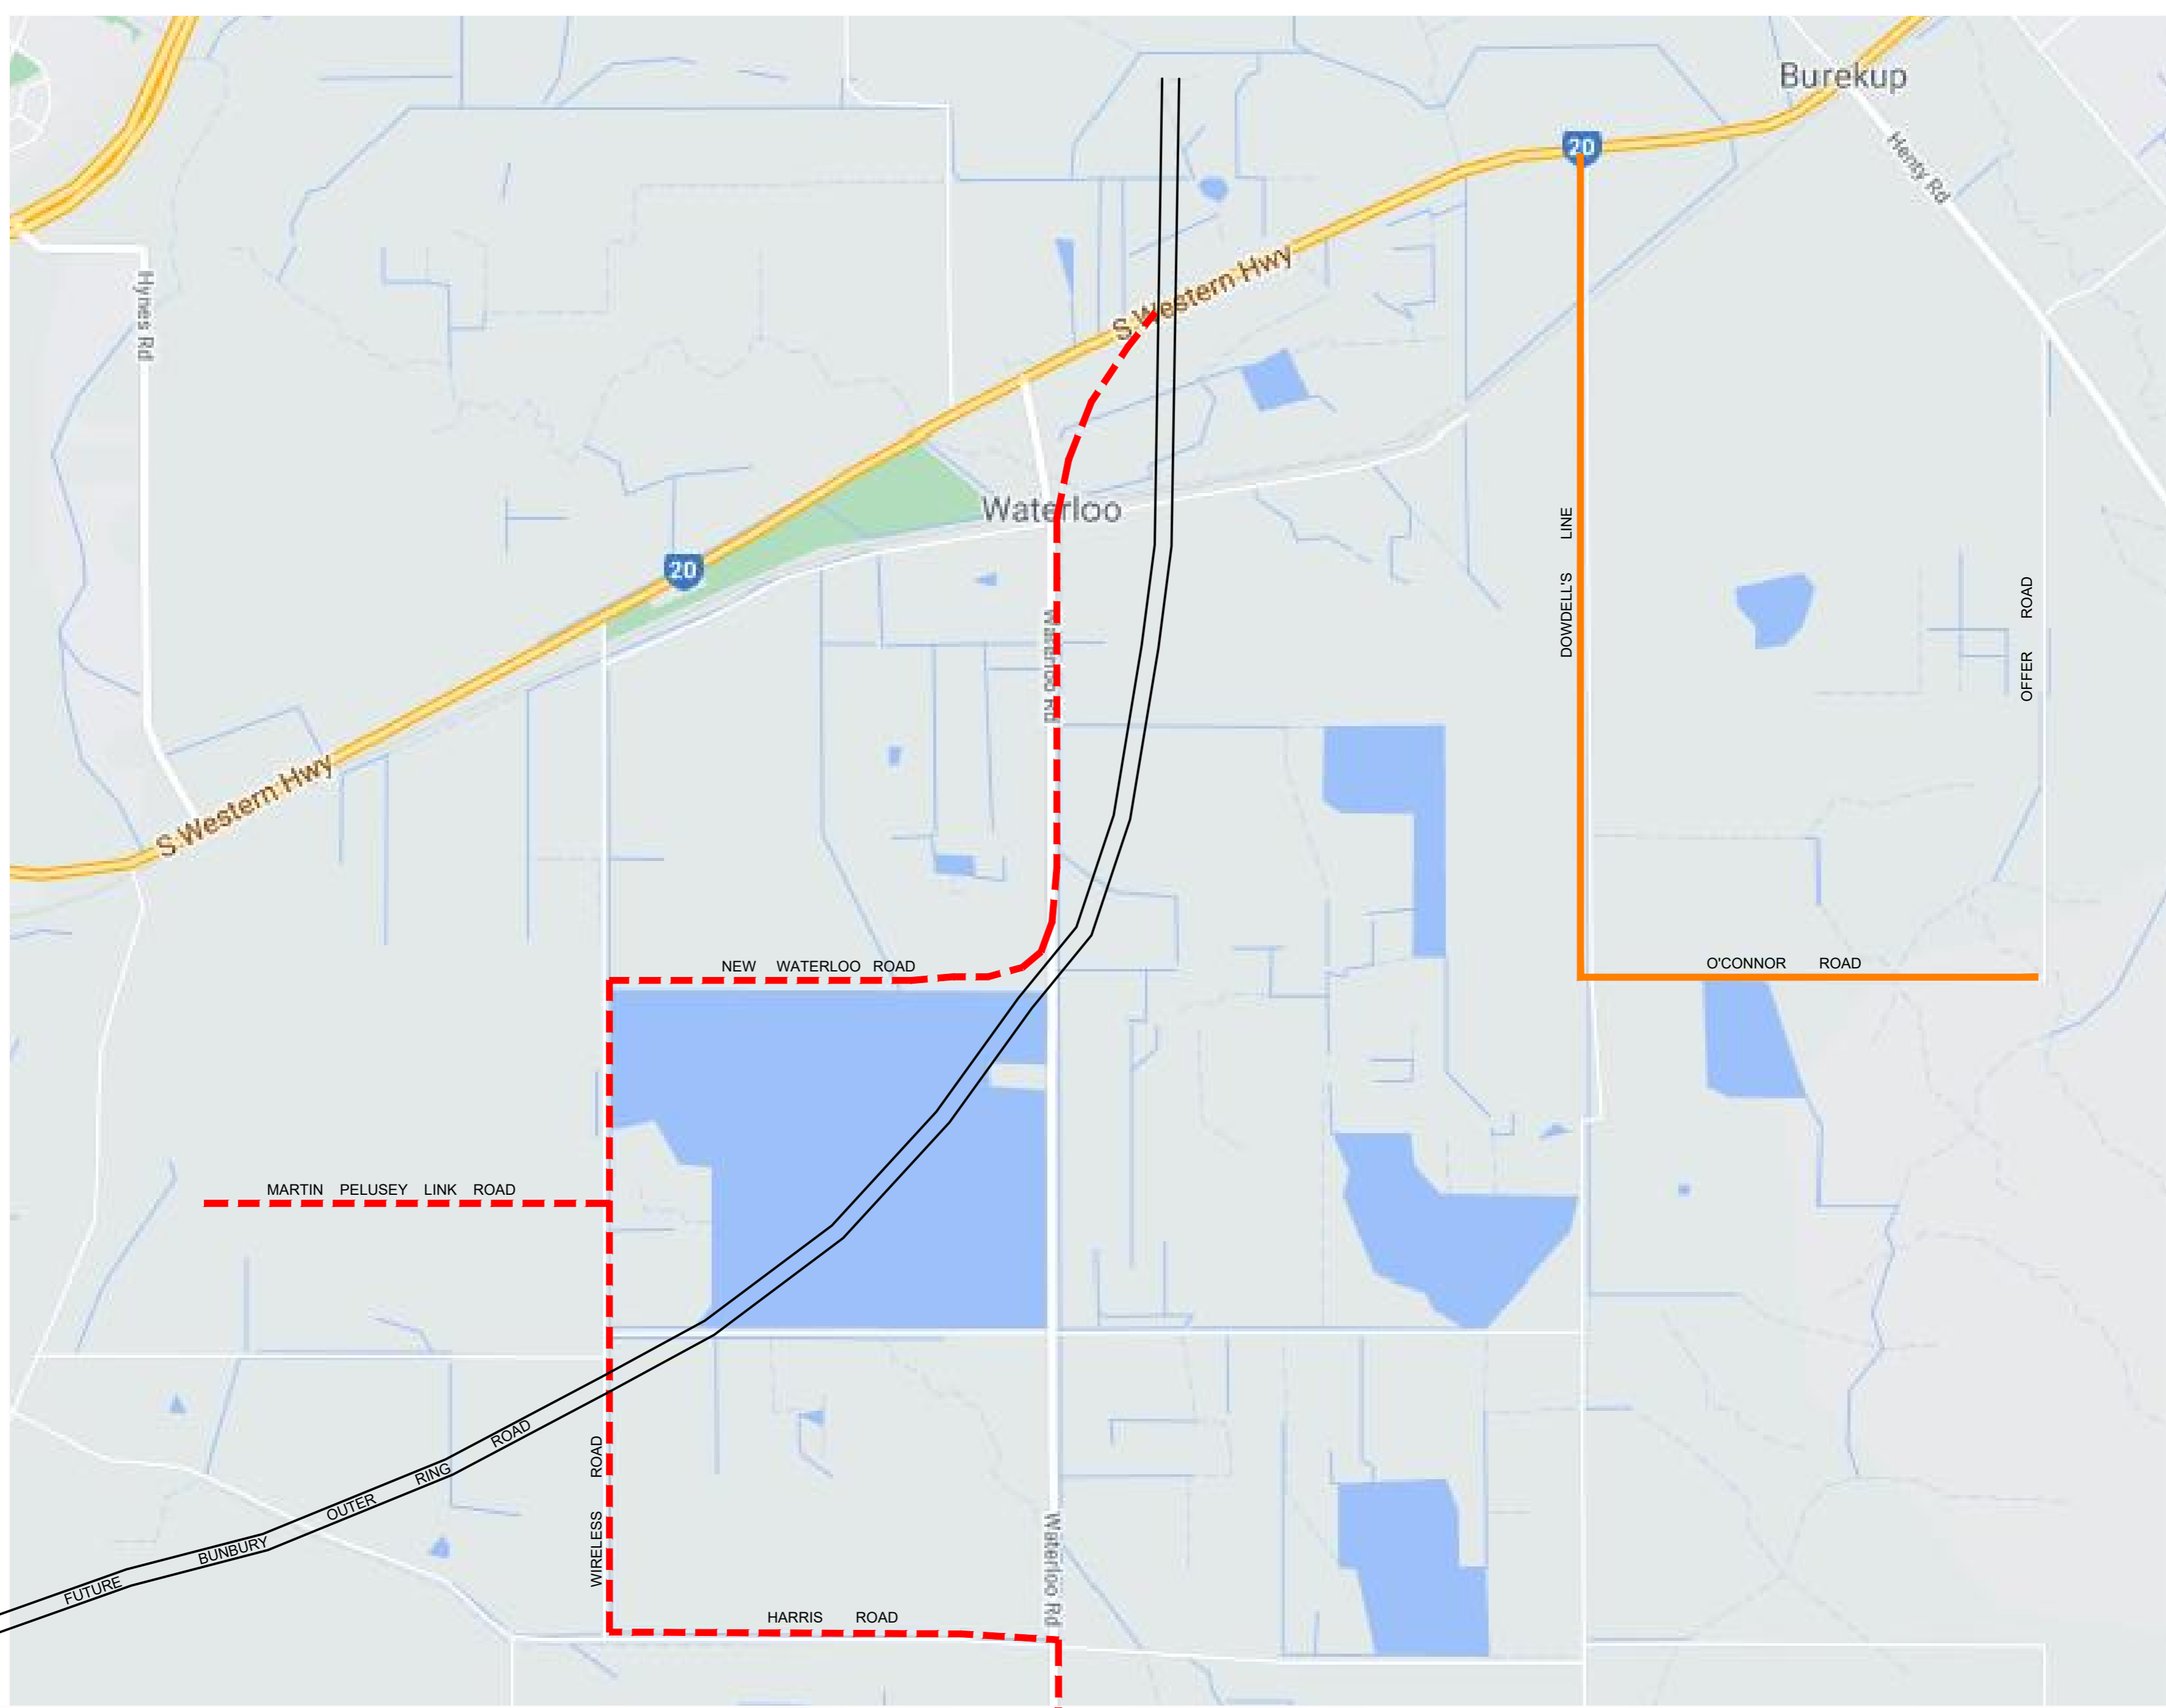 Burekup
20
Henty Rd
S Western Hwy
Hynes Rd
Waterloo
20
DOWDELL'S LINE
OFFER ROAD
Waterloo Rd
S Western Hwy
NEW WATERLOO ROAD
O'CONNOR ROAD
MARTIN PELUSEY LINK ROAD
WIRELESS ROAD
FUTURE BUNBURY OUTER RING ROAD
Waterloo Rd
HARRIS ROAD